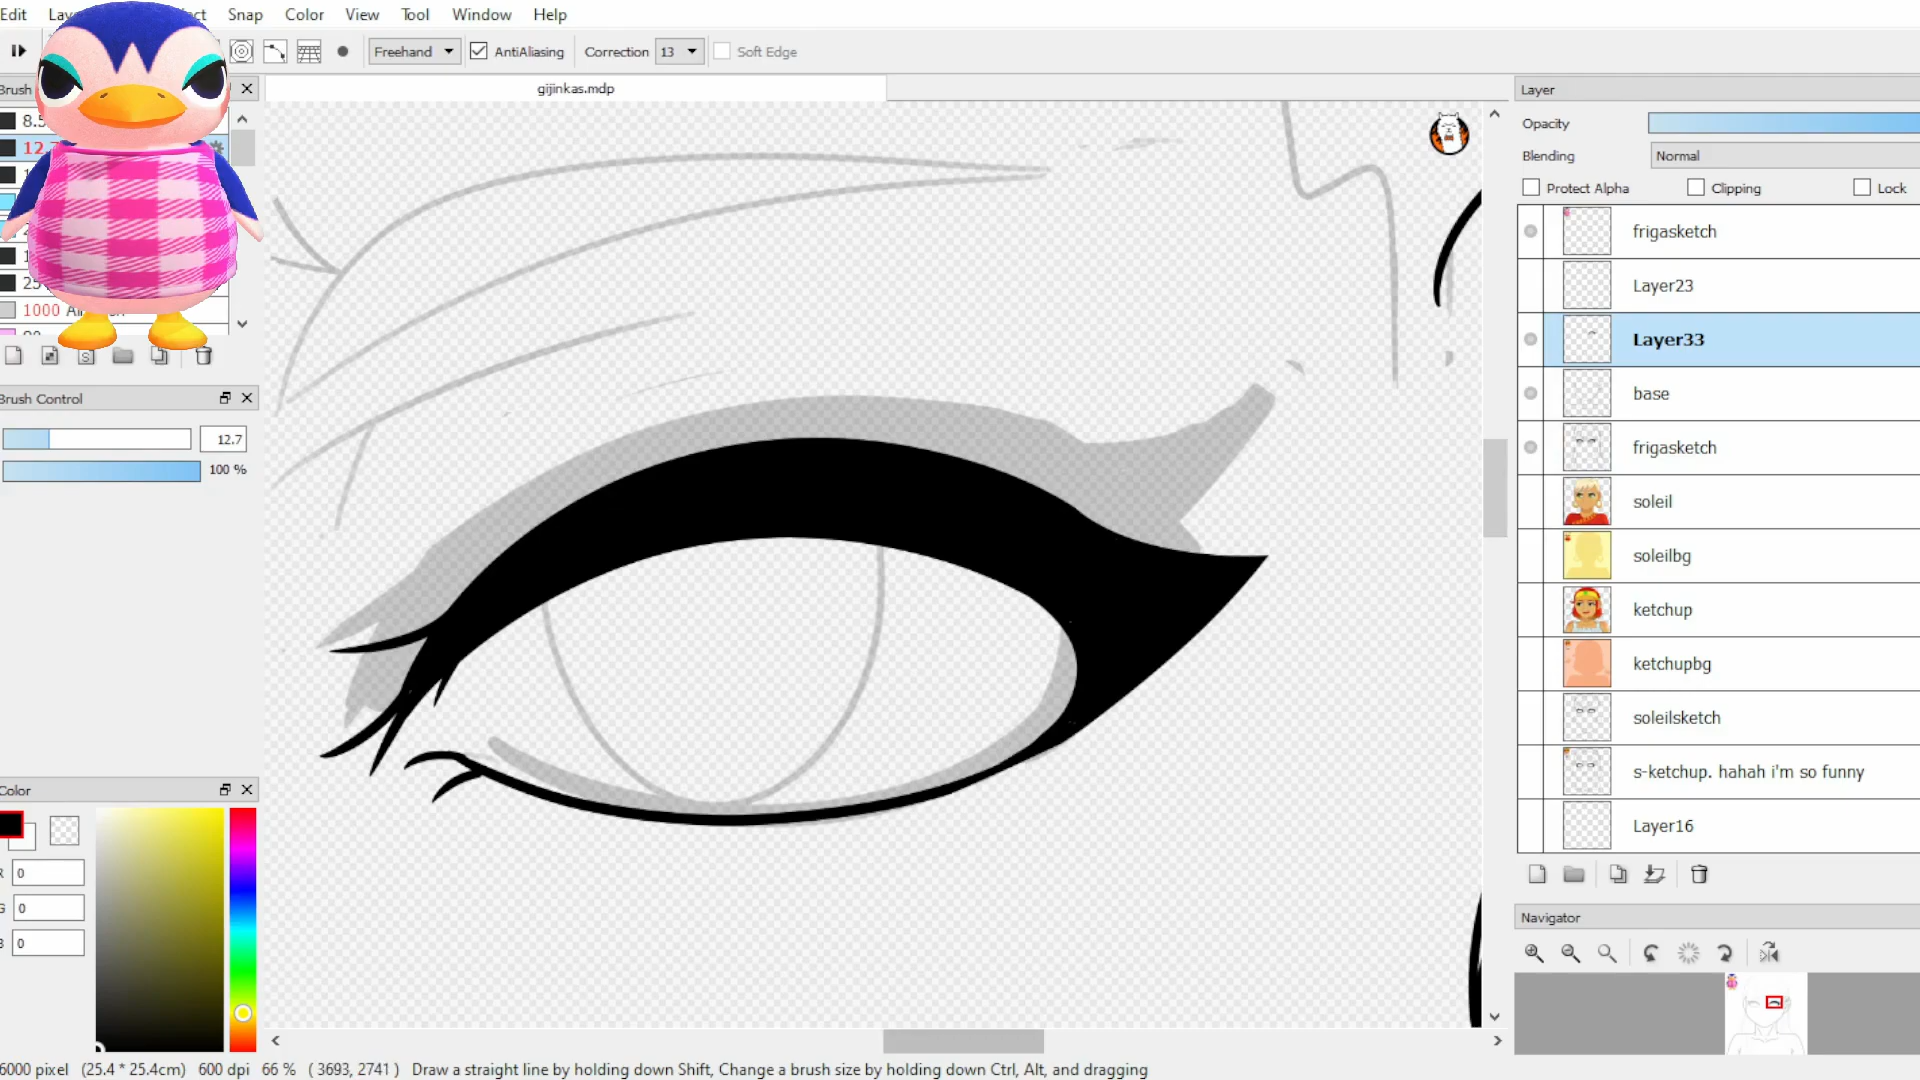 Edit
Snap Color View Tool Window Help
Freehand AntiAliasing Correction 13 Soft Edge
Brush
gijinkas.mdp
Layer
Opacity
Blending Normal
Protect Alpha Clipping Lock
1000
frigasketch
Layer23
Layer33
base
frigasketch
soleil
soleilbg
ketchup
ketchupbg
soleilsketch
s-ketchup. hahah i'm so funny
Layer16
Brush Control
12.7
100 %
Color
R 0
G 0
B 0
Navigator
6000 pixel (25.4 * 25.4cm) 600 dpi 66 % ( 3693, 2741 ) Draw a straight line by holding down Shift, Change a brush size by holding down Ctrl, Alt, and dragging